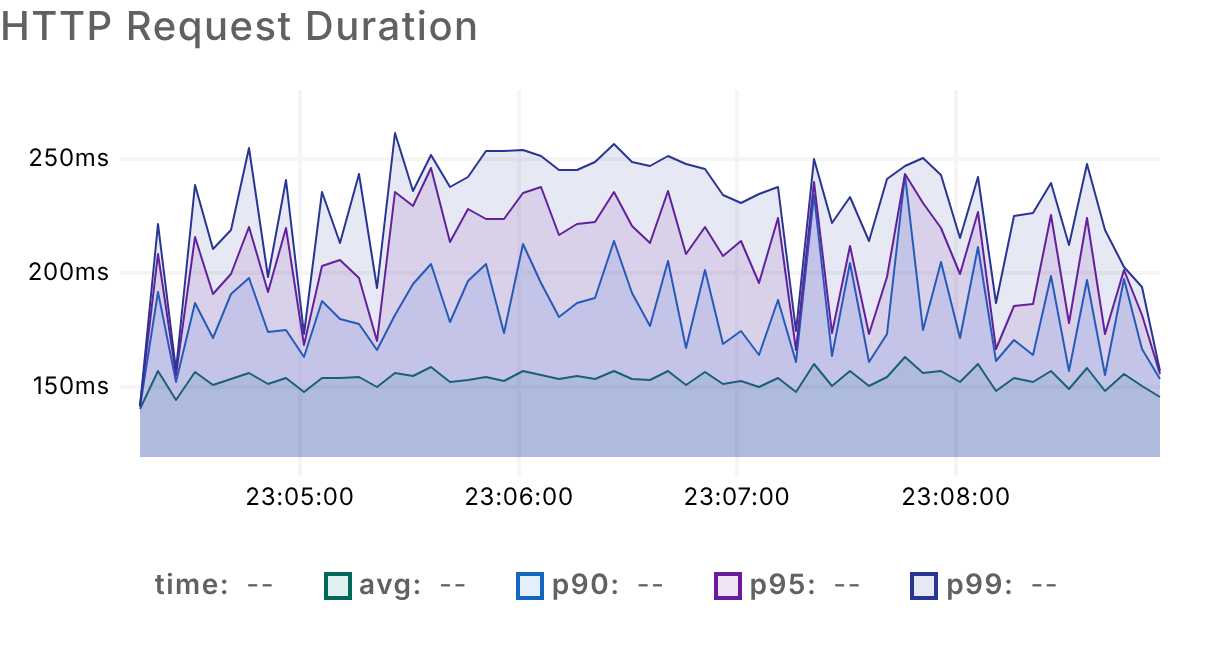 HTTP Request Duration
250ms
200ms
150ms
23:05:00 23:06:00 23:07:00 23:08:00
time: -- avg: -- p90: -- p95: -- p99: --